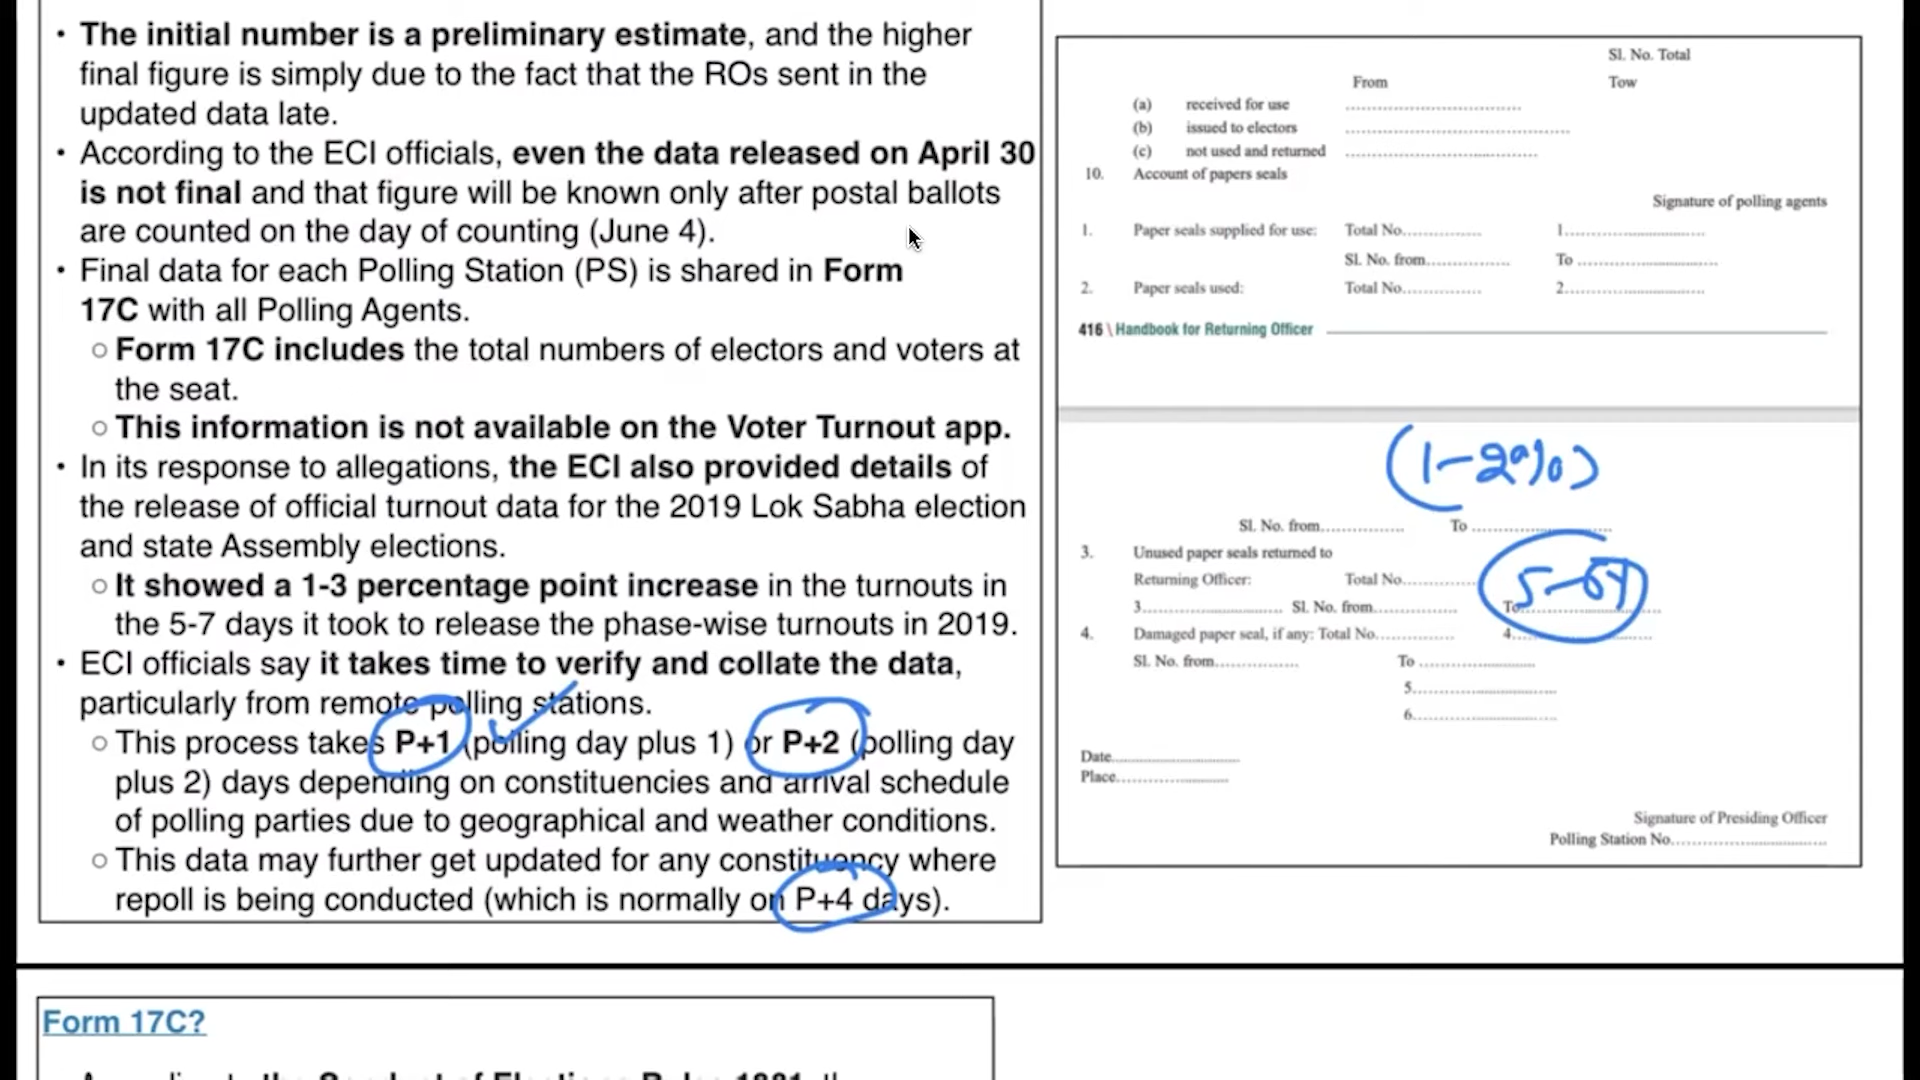 • The initial number is a preliminary estimate, and the higher
final figure is simply due to the fact that the ROs sent in the
updated data late.
• According to the ECI officials, even the data released on April 30
is not final and that figure will be known only after postal ballots
are counted on the day of counting (June 4).
• Final data for each Polling Station (PS) is shared in Form
17C with all Polling Agents.
○ Form 17C includes the total numbers of electors and voters at
the seat.
○ This information is not available on the Voter Turnout app.
• In its response to allegations, the ECI also provided details of
the release of official turnout data for the 2019 Lok Sabha election
and state Assembly elections.
○ It showed a 1-3 percentage point increase in the turnouts in
the 5-7 days it took to release the phase-wise turnouts in 2019.
• ECI officials say it takes time to verify and collate the data,
particularly from remote polling stations.
○ This process takes P+1 (polling day plus 1) or P+2 (polling day
plus 2) days depending on constituencies and arrival schedule
of polling parties due to geographical and weather conditions.
○ This data may further get updated for any constituency where
repoll is being conducted (which is normally on P+4 days).
Sl. No. Total
From Tow
(a) received for use ................................
(b) issued to electors ................................
(c) not used and returned ................................
10. Account of papers seals
Signature of polling agents
1. Paper seals supplied for use: Total No............... 1..........................
Sl. No. from............... To ..........................
2. Paper seals used: Total No............... 2..........................
416 \ Handbook for Returning Officer
(1-2%)
Sl. No. from............... To ..........................
3. Unused paper seals returned to
Returning Officer: Total No...............
3.......................... Sl. No. from............... To..........................
4. Damaged paper seal, if any: Total No............... 4..........................
Sl. No. from............... To ....................
5..........................
6..........................
Date..........................
Place..........................
Signature of Presiding Officer
Polling Station No..........................
Form 17C?